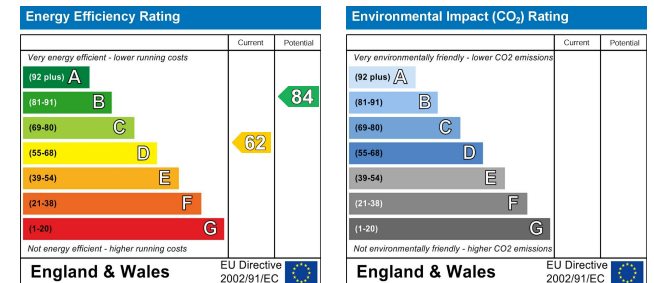 Energy Efficiency Rating
Current Potential
Very energy efficient - lower running costs
(92 plus) A
(81-91) B
84
(69-80) C
62
(55-68) D
(39-54) E
(21-38) F
(1-20) G
Not energy efficient - higher running costs
England & Wales
EU Directive
2002/91/EC
Environmental Impact (CO₂) Rating
Current Potential
Very environmentally friendly - lower CO2 emissions
(92 plus) A
(81-91) B
(69-80) C
(55-68) D
(39-54) E
(21-38) F
(1-20) G
Not environmentally friendly - higher CO2 emissions
England & Wales
EU Directive
2002/91/EC